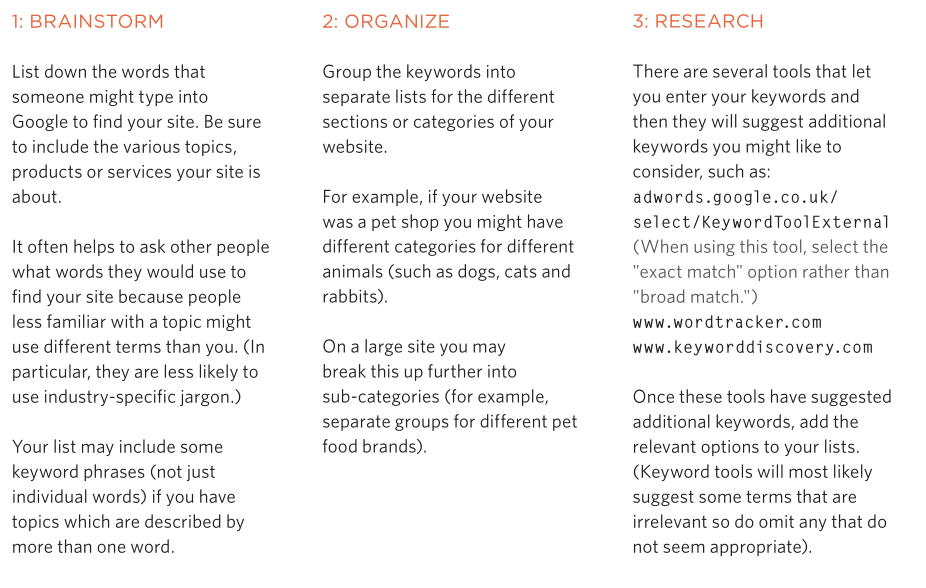 1: BRAINSTORM
List down the words that
someone might type into
Google to find your site. Be sure
to include the various topics,
products or services your site is
about.
It often helps to ask other people
what words they would use to
find your site because people
less familiar with a topic might
use different terms than you. (In
particular, they are less likely to
use industry-specific jargon.)
Your list may include some
keyword phrases (not just
individual words) if you have
topics which are described by
more than one word.
2: ORGANIZE
Group the keywords into
separate lists for the different
sections or categories of your
website.
For example, if your website
was a pet shop you might have
different categories for different
animals (such as dogs, cats and
rabbits).
On a large site you may
break this up further into
sub-categories (for example,
separate groups for different pet
food brands).
3: RESEARCH
There are several tools that let
you enter your keywords and
then they will suggest additional
keywords you might like to
consider, such as:
adwords.google.co.uk/
select/KeywordToolExternal
(When using this tool, select the
"exact match" option rather than
"broad match.")
www.wordtracker.com
www.keyworddiscovery.com
Once these tools have suggested
additional keywords, add the
relevant options to your lists.
(Keyword tools will most likely
suggest some terms that are
irrelevant so do omit any that do
not seem appropriate).